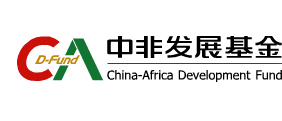 CA
D-Fund
中非发展基金
China-Africa Development Fund